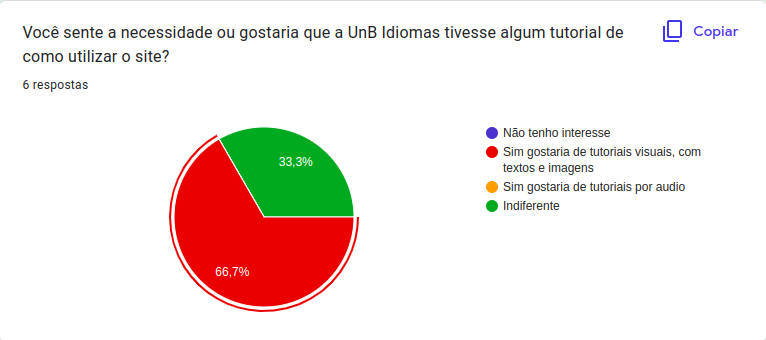 Você sente a necessidade ou gostaria que a UnB Idiomas tivesse algum tutorial de
como utilizar o site?
Copiar
6 respostas
33,3%
66,7%
Não tenho interesse
Sim gostaria de tutoriais visuais, com
textos e imagens
Sim gostaria de tutoriais por audio
Indiferente